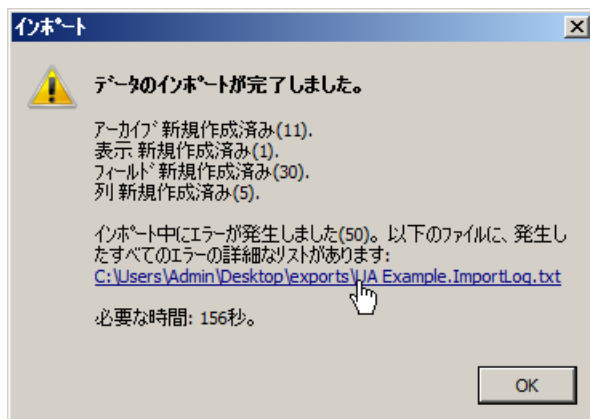 インポート
データのインポートが完了しました。
アーカイブ 新規作成済み(11).
表示 新規作成済み(1).
フィールド 新規作成済み(30).
列 新規作成済み(5).
インポート中にエラーが発生しました(50)。以下のファイルに、発生し
たすべてのエラーの詳細なリストがあります:
C:\Users\Admin\Desktop\exports\UA Example.ImportLog.txt
必要な時間: 156秒。
OK